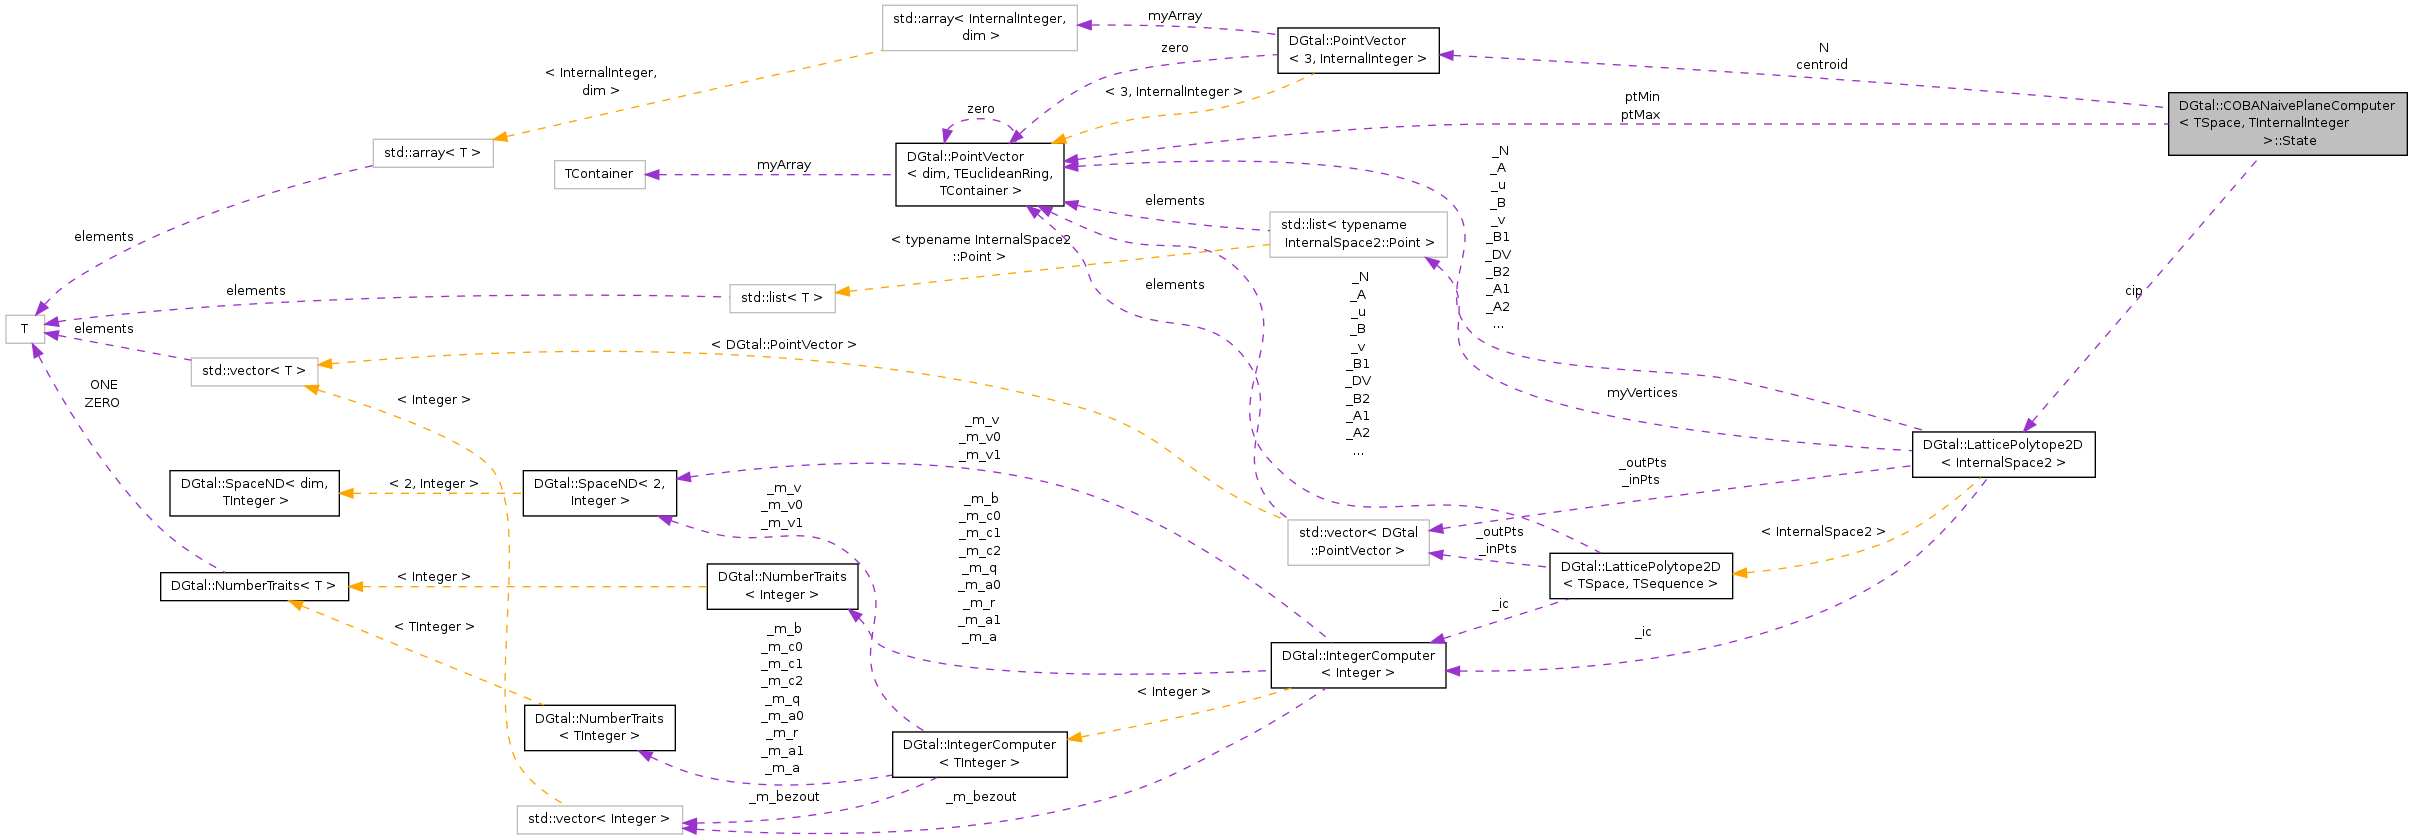 std::array< InternalInteger,
dim >
myArray
DGtal::PointVector
< 3, InternalInteger >
zero
N
centroid
< InternalInteger,
dim >
< 3, InternalInteger >
ptMin
ptMax
DGtal::COBANaivePlaneComputer
< TSpace, TInternalInteger
>::State
zero
std::array< T >
TContainer
myArray
DGtal::PointVector
< dim, TEuclideanRing,
TContainer >
_N
_A
_u
_B
_v
_B1
_DV
_B2
_A1
_A2
...
elements
elements
std::list< typename
InternalSpace2::Point >
< typename InternalSpace2
::Point >
elements
elements
std::list< T >
cip
T
elements
std::vector< T >
< DGtal::PointVector >
_N
_A
_u
_B
_v
_B1
_DV
_B2
_A1
_A2
...
myVertices
ONE
ZERO
< Integer >
_m_v
_m_v0
_m_v1
DGtal::LatticePolytope2D
< InternalSpace2 >
_outPts
_inPts
DGtal::SpaceND< dim,
TInteger >
< 2, Integer >
DGtal::SpaceND< 2,
Integer >
_m_v
_m_v0
_m_v1
_m_b
_m_c0
_m_c1
_m_c2
_m_q
_m_a0
_m_r
_m_a1
_m_a
std::vector< DGtal
::PointVector >
_outPts
_inPts
< InternalSpace2 >
DGtal::LatticePolytope2D
< TSpace, TSequence >
DGtal::NumberTraits< T >
< Integer >
DGtal::NumberTraits
< Integer >
_ic
_ic
< TInteger >
_m_b
_m_c0
_m_c1
_m_c2
_m_q
_m_a0
_m_r
_m_a1
_m_a
DGtal::IntegerComputer
< Integer >
< Integer >
DGtal::NumberTraits
< TInteger >
DGtal::IntegerComputer
< TInteger >
_m_bezout
_m_bezout
std::vector< Integer >